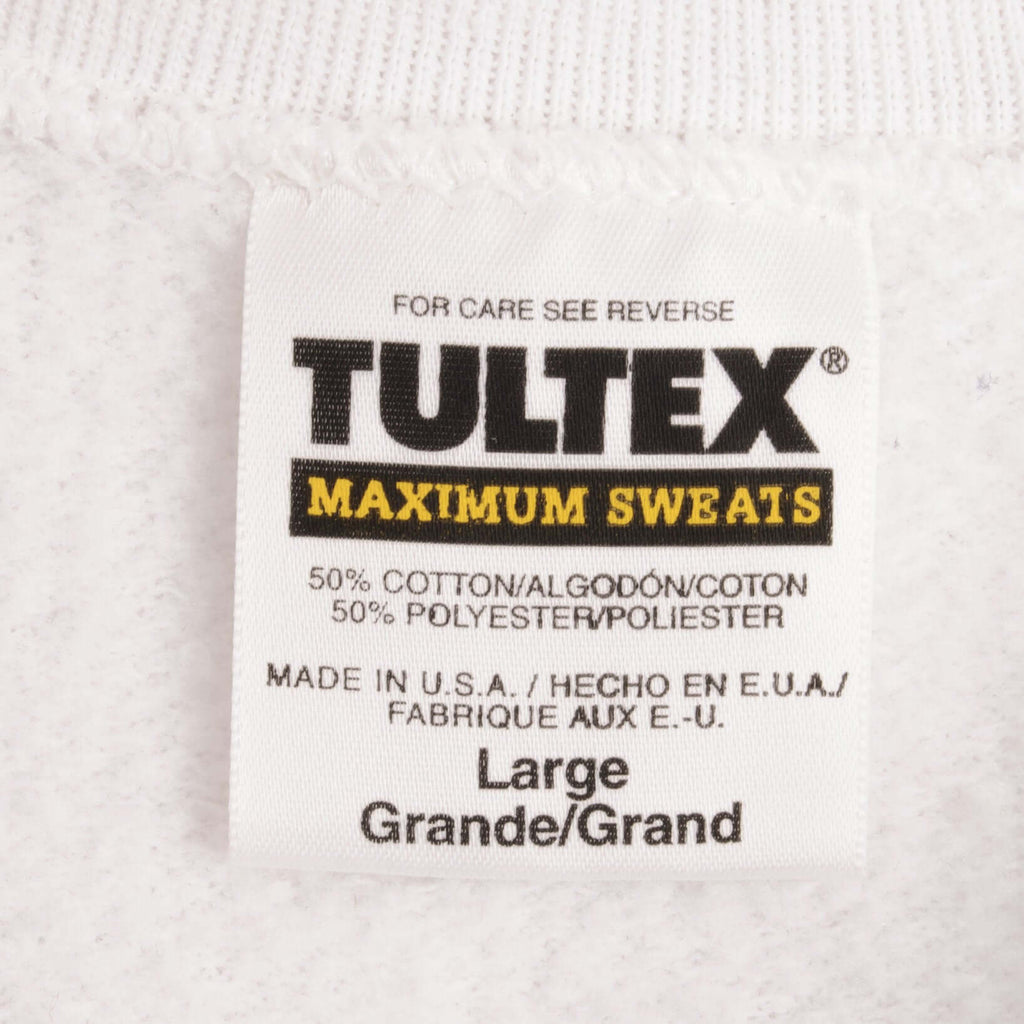 FOR CARE SEE REVERSE
TULTEX®
MAXIMUM SWEATS
50% COTTON/ALGODÓN/COTON
50% POLYESTER/POLIESTER
MADE IN U.S.A. / HECHO EN E.U.A./
FABRIQUE AUX E.-U.
Large
Grande/Grand